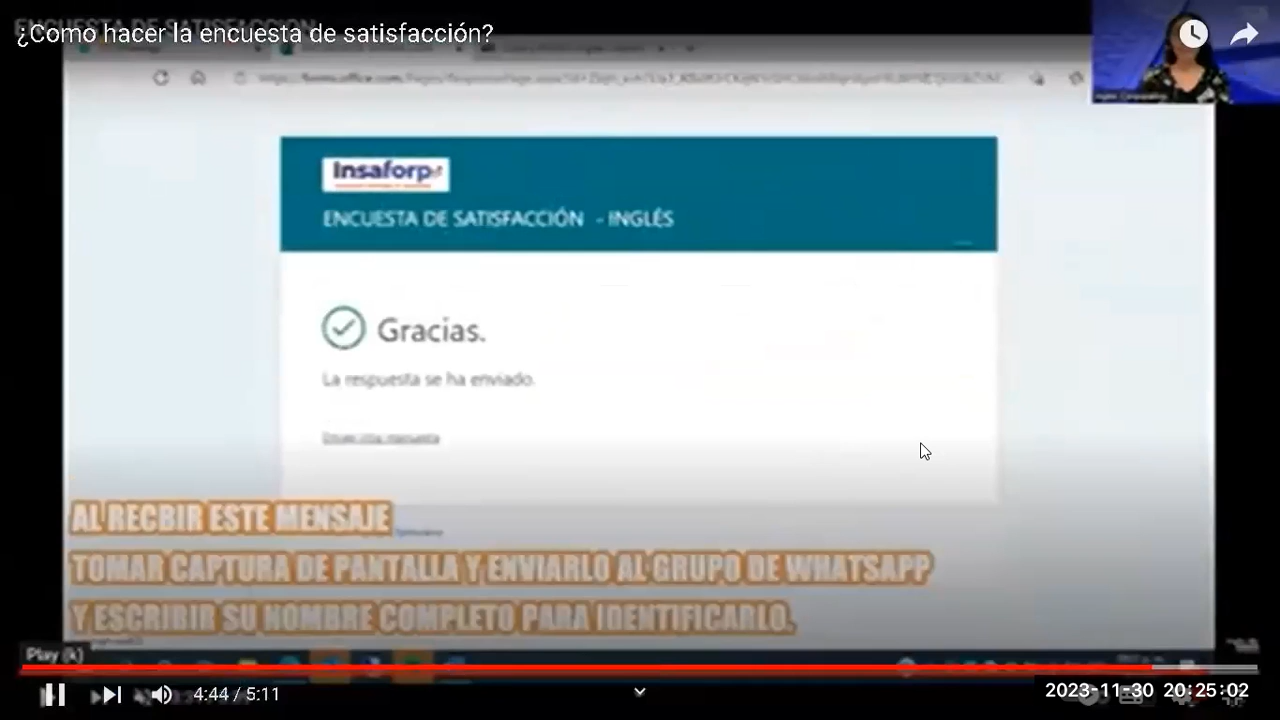 ¿Como hacer la encuesta de satisfacción?
Insaforp
ENCUESTA DE SATISFACCIÓN - INGLÉS
Gracias.
La respuesta se ha enviado.
AL RECBIR ESTE MENSAJE
TOMAR CAPTURA DE PANTALLA Y ENVIARLO AL GRUPO DE WHATSAPP
Y ESCRIBIR SU NOMBRE COMPLETO PARA IDENTIFICARLO.
Play (k)
4:44 / 5:11
2023-11-30 20:25:02